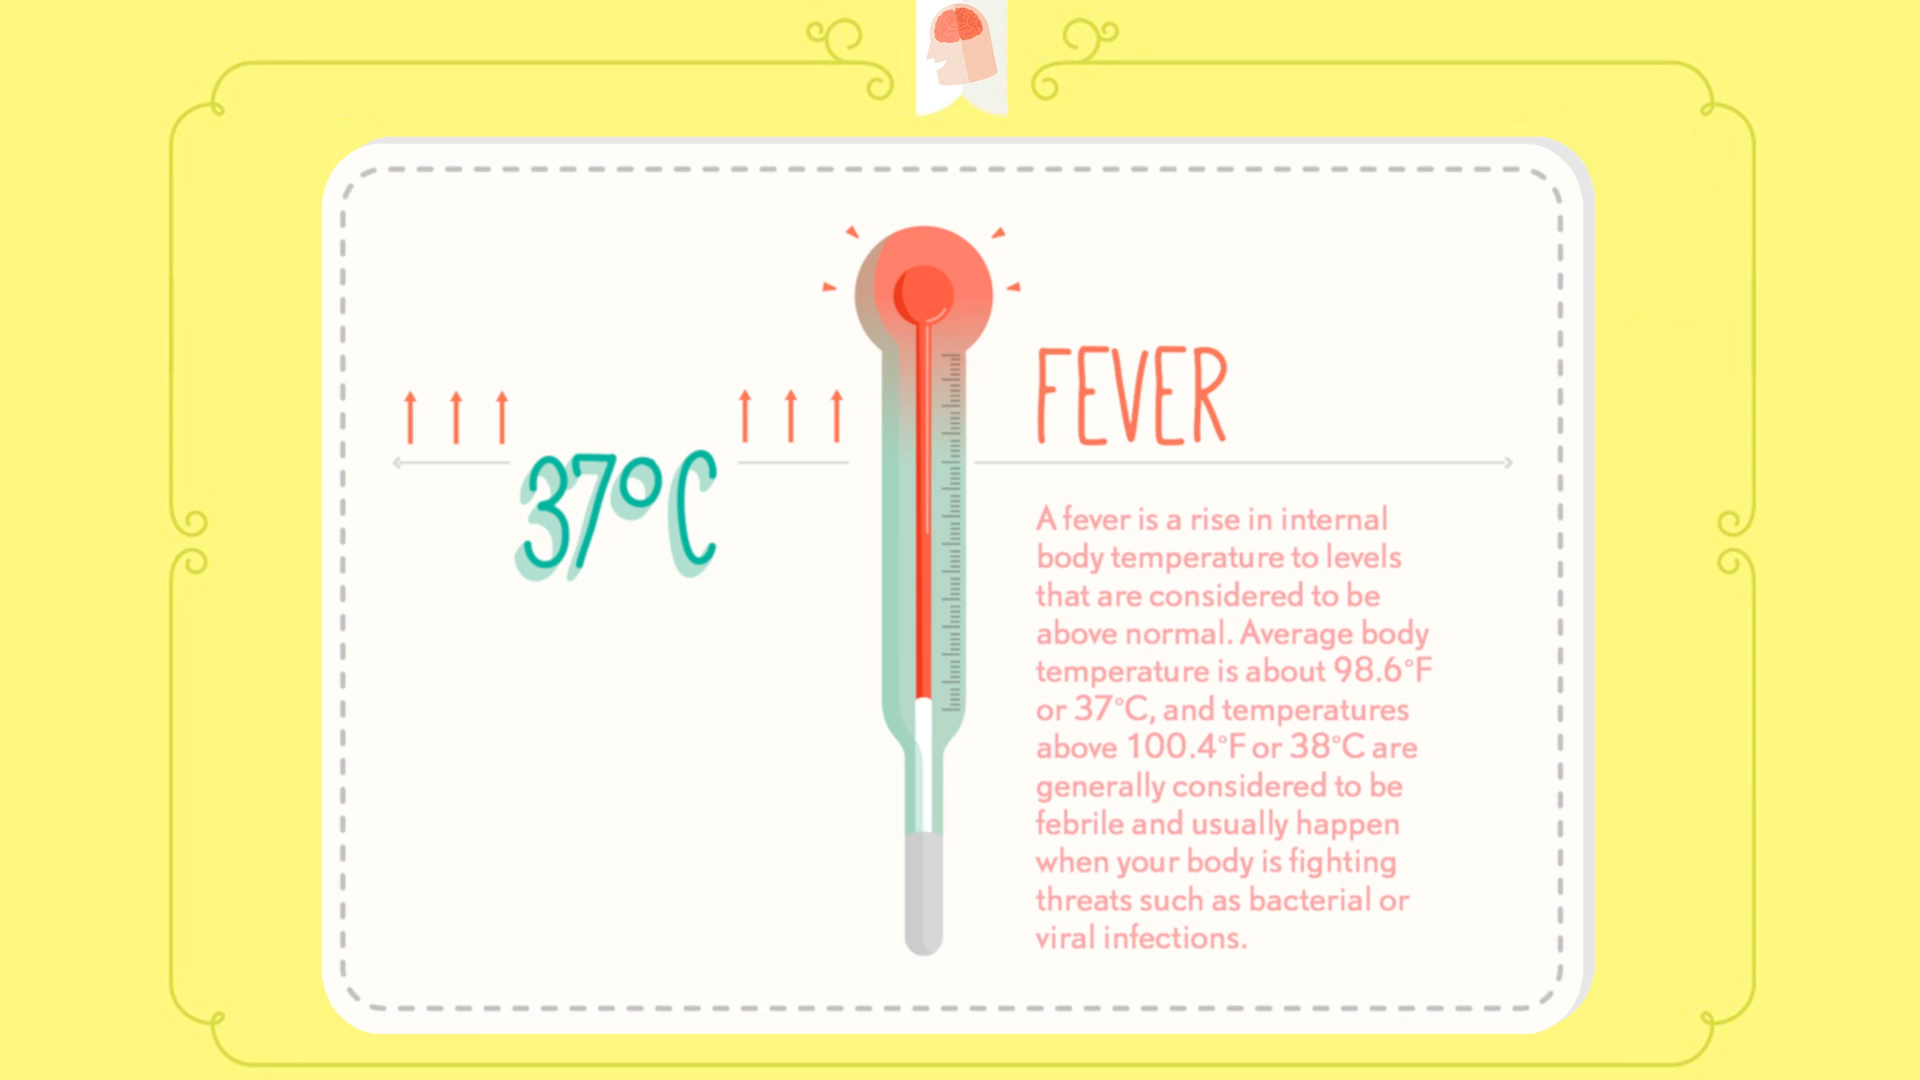 37°C
FEVER
A fever is a rise in internal
body temperature to levels
that are considered to be
above normal. Average body
temperature is about 98.6°F
or 37°C, and temperatures
above 100.4°F or 38°C are
generally considered to be
febrile and usually happen
when your body is fighting
threats such as bacterial or
viral infections.